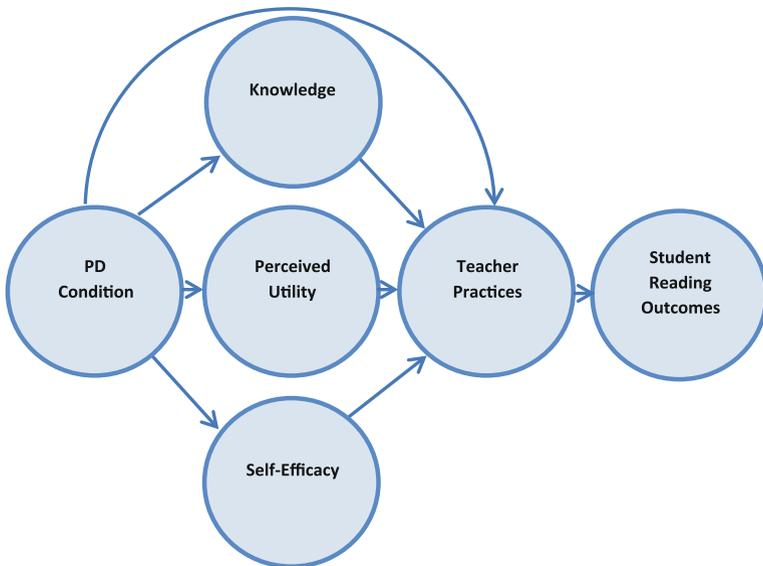 Knowledge
PD
Condition
Perceived
Utility
Teacher
Practices
Student
Reading
Outcomes
Self-Efficacy